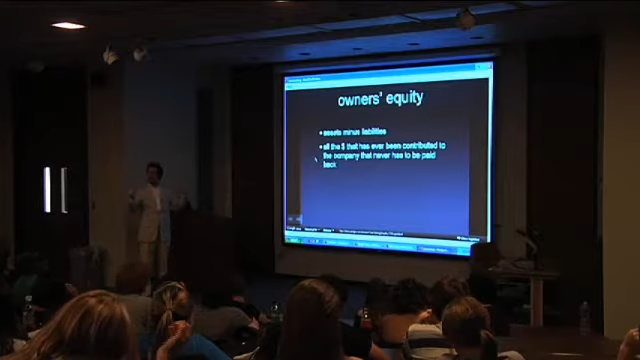 owners' equity
• assets minus liabilities
• all the $ that has ever been contributed to
the company that never has to be paid
back